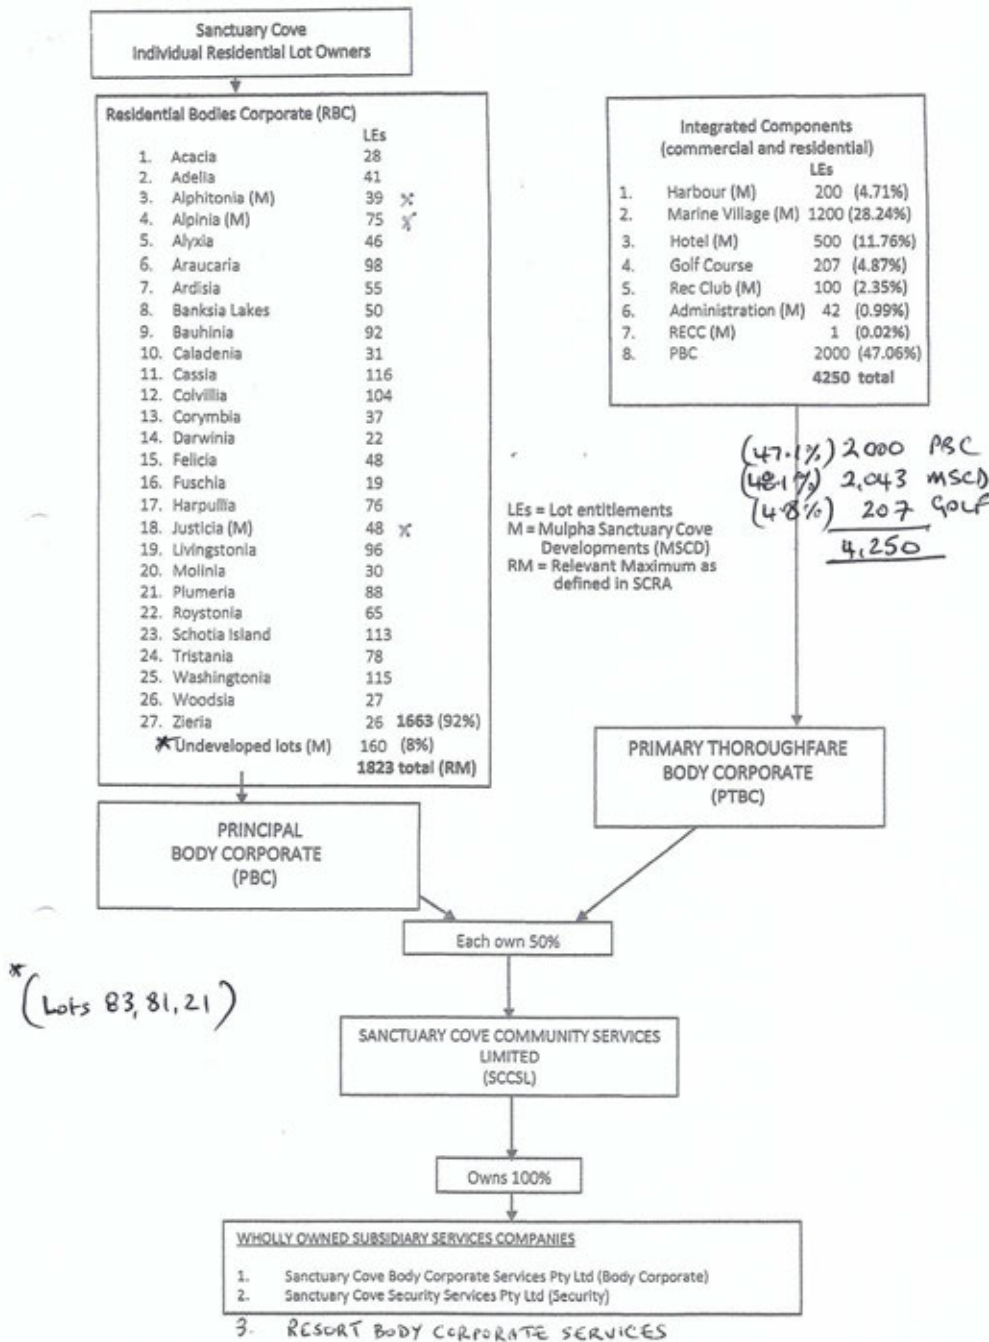 Sanctuary Cove
Individual Residential Lot Owners
Residential Bodies Corporate (RBC)
LEs
1. Acacia 28
2. Adelia 41
3. Alphitonia (M) 39 x
4. Alpinia (M) 75 x
5. Alyxia 46
6. Araucaria 98
7. Ardisia 55
8. Banksia Lakes 50
9. Bauhinia 92
10. Caladenia 31
11. Cassia 116
12. Colvillia 104
13. Corymbia 37
14. Darwinia 22
15. Felicia 48
16. Fuschia 19
17. Harpullia 76
18. Justicia (M) 48 x
19. Livingstonia 96
20. Molinia 30
21. Plumeria 88
22. Roystonia 65
23. Schotia Island 113
24. Tristania 78
25. Washingtonia 115
26. Woodsia 27
27. Zieria 26 1663 (92%)
* Undeveloped lots (M) 160 (8%)
1823 total (RM)
Integrated Components
(commercial and residential)
LEs
1. Harbour (M) 200 (4.71%)
2. Marine Village (M) 1200 (28.24%)
3. Hotel (M) 500 (11.76%)
4. Golf Course 207 (4.87%)
5. Rec Club (M) 100 (2.35%)
6. Administration (M) 42 (0.99%)
7. RECC (M) 1 (0.02%)
8. PBC 2000 (47.06%)
4250 total
(47.1%) 2000 PBC
(48.1%) 2,043 MSCD
(4.8%) 207 GOLF
4,250
LEs = Lot entitlements
M = Mulpha Sanctuary Cove
Developments (MSCD)
RM = Relevant Maximum as
defined in SCRA
PRINCIPAL
BODY CORPORATE
(PBC)
PRIMARY THOROUGHFARE
BODY CORPORATE
(PTBC)
Each own 50%
* (Lots 83, 81, 21)
SANCTUARY COVE COMMUNITY SERVICES
LIMITED
(SCCSL)
Owns 100%
WHOLLY OWNED SUBSIDIARY SERVICES COMPANIES
1. Sanctuary Cove Body Corporate Services Pty Ltd (Body Corporate)
2. Sanctuary Cove Security Services Pty Ltd (Security)
3. RESORT BODY CORPORATE SERVICES